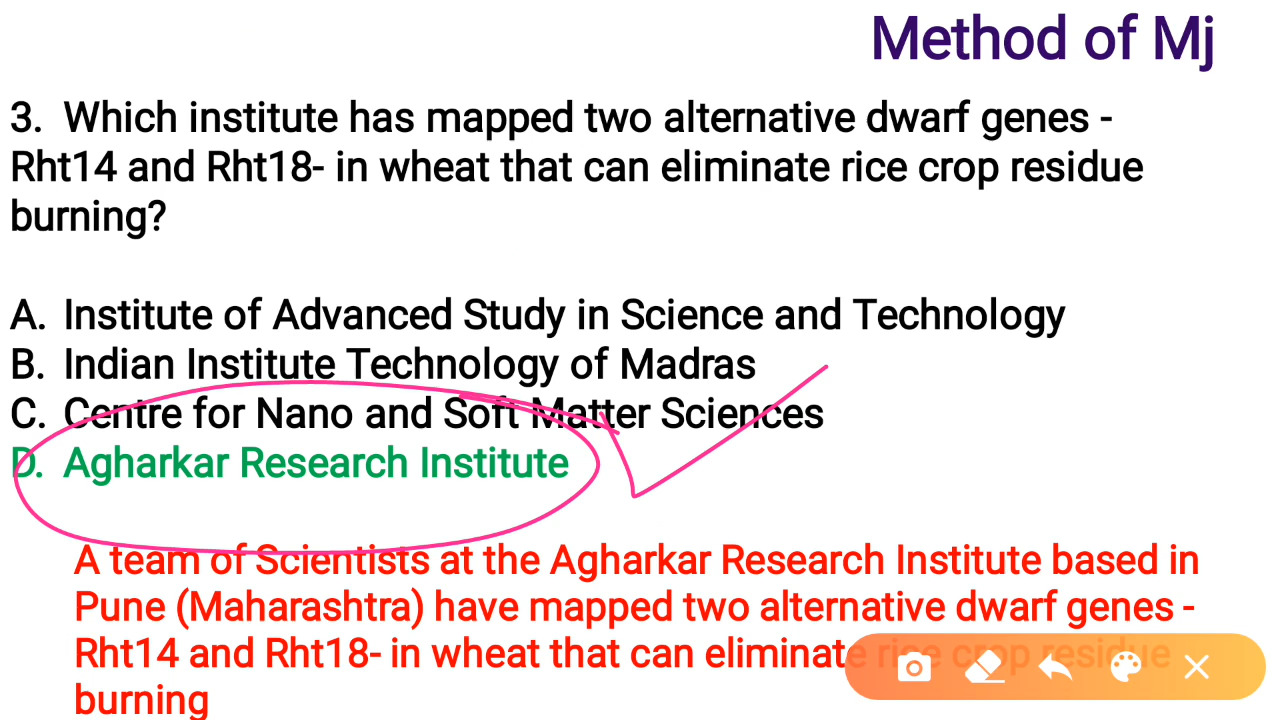 Method of Mj
3. Which institute has mapped two alternative dwarf genes -
Rht14 and Rht18- in wheat that can eliminate rice crop residue
burning?
A. Institute of Advanced Study in Science and Technology
B. Indian Institute Technology of Madras
C. Centre for Nano and Soft Matter Sciences
D. Agharkar Research Institute
A team of Scientists at the Agharkar Research Institute based in
Pune (Maharashtra) have mapped two alternative dwarf genes -
Rht14 and Rht18- in wheat that can eliminate rice crop residue
burning